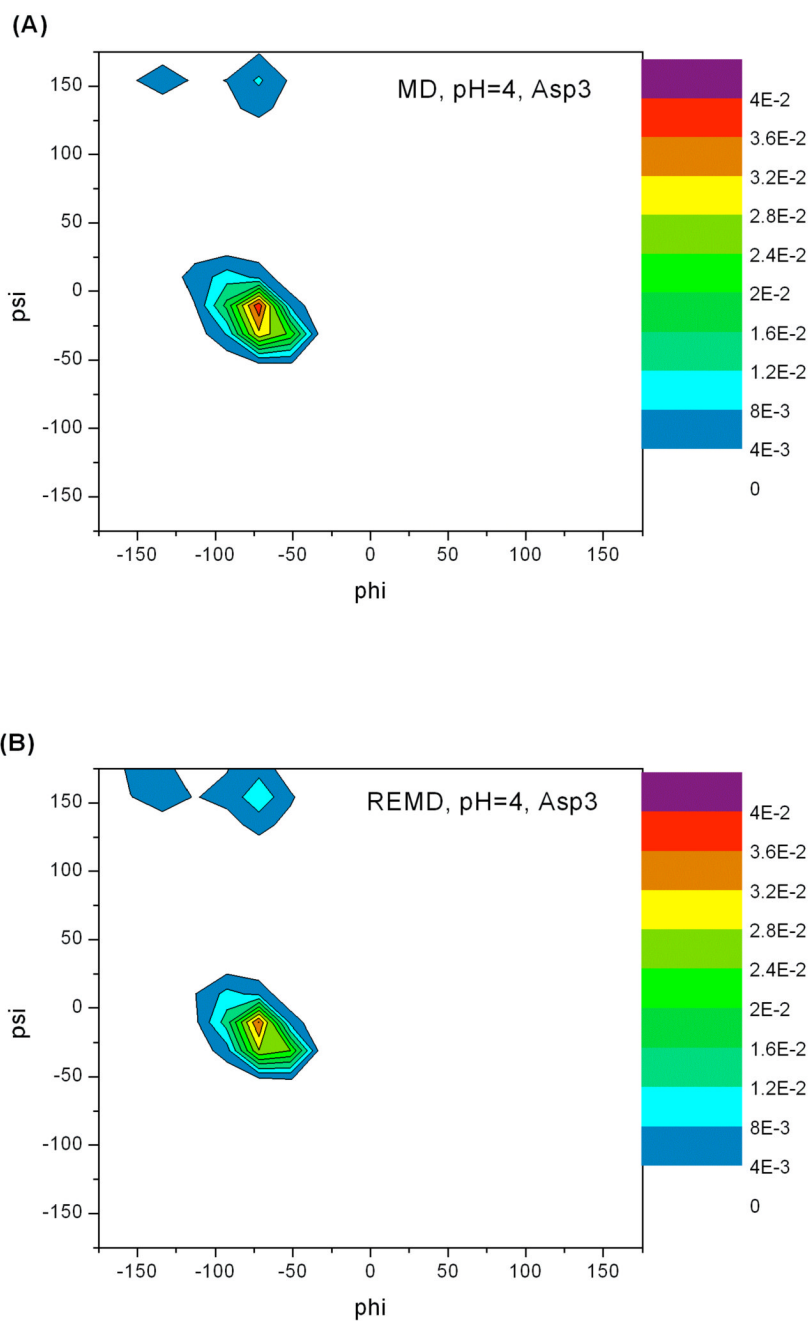 (A)
MD, pH=4, Asp3
psi
150
100
50
0
-50
-100
-150
-150 -100 -50 0 50 100 150
phi
4E-2
3.6E-2
3.2E-2
2.8E-2
2.4E-2
2E-2
1.6E-2
1.2E-2
8E-3
4E-3
0
(B)
REMD, pH=4, Asp3
psi
150
100
50
0
-50
-100
-150
-150 -100 -50 0 50 100 150
phi
4E-2
3.6E-2
3.2E-2
2.8E-2
2.4E-2
2E-2
1.6E-2
1.2E-2
8E-3
4E-3
0